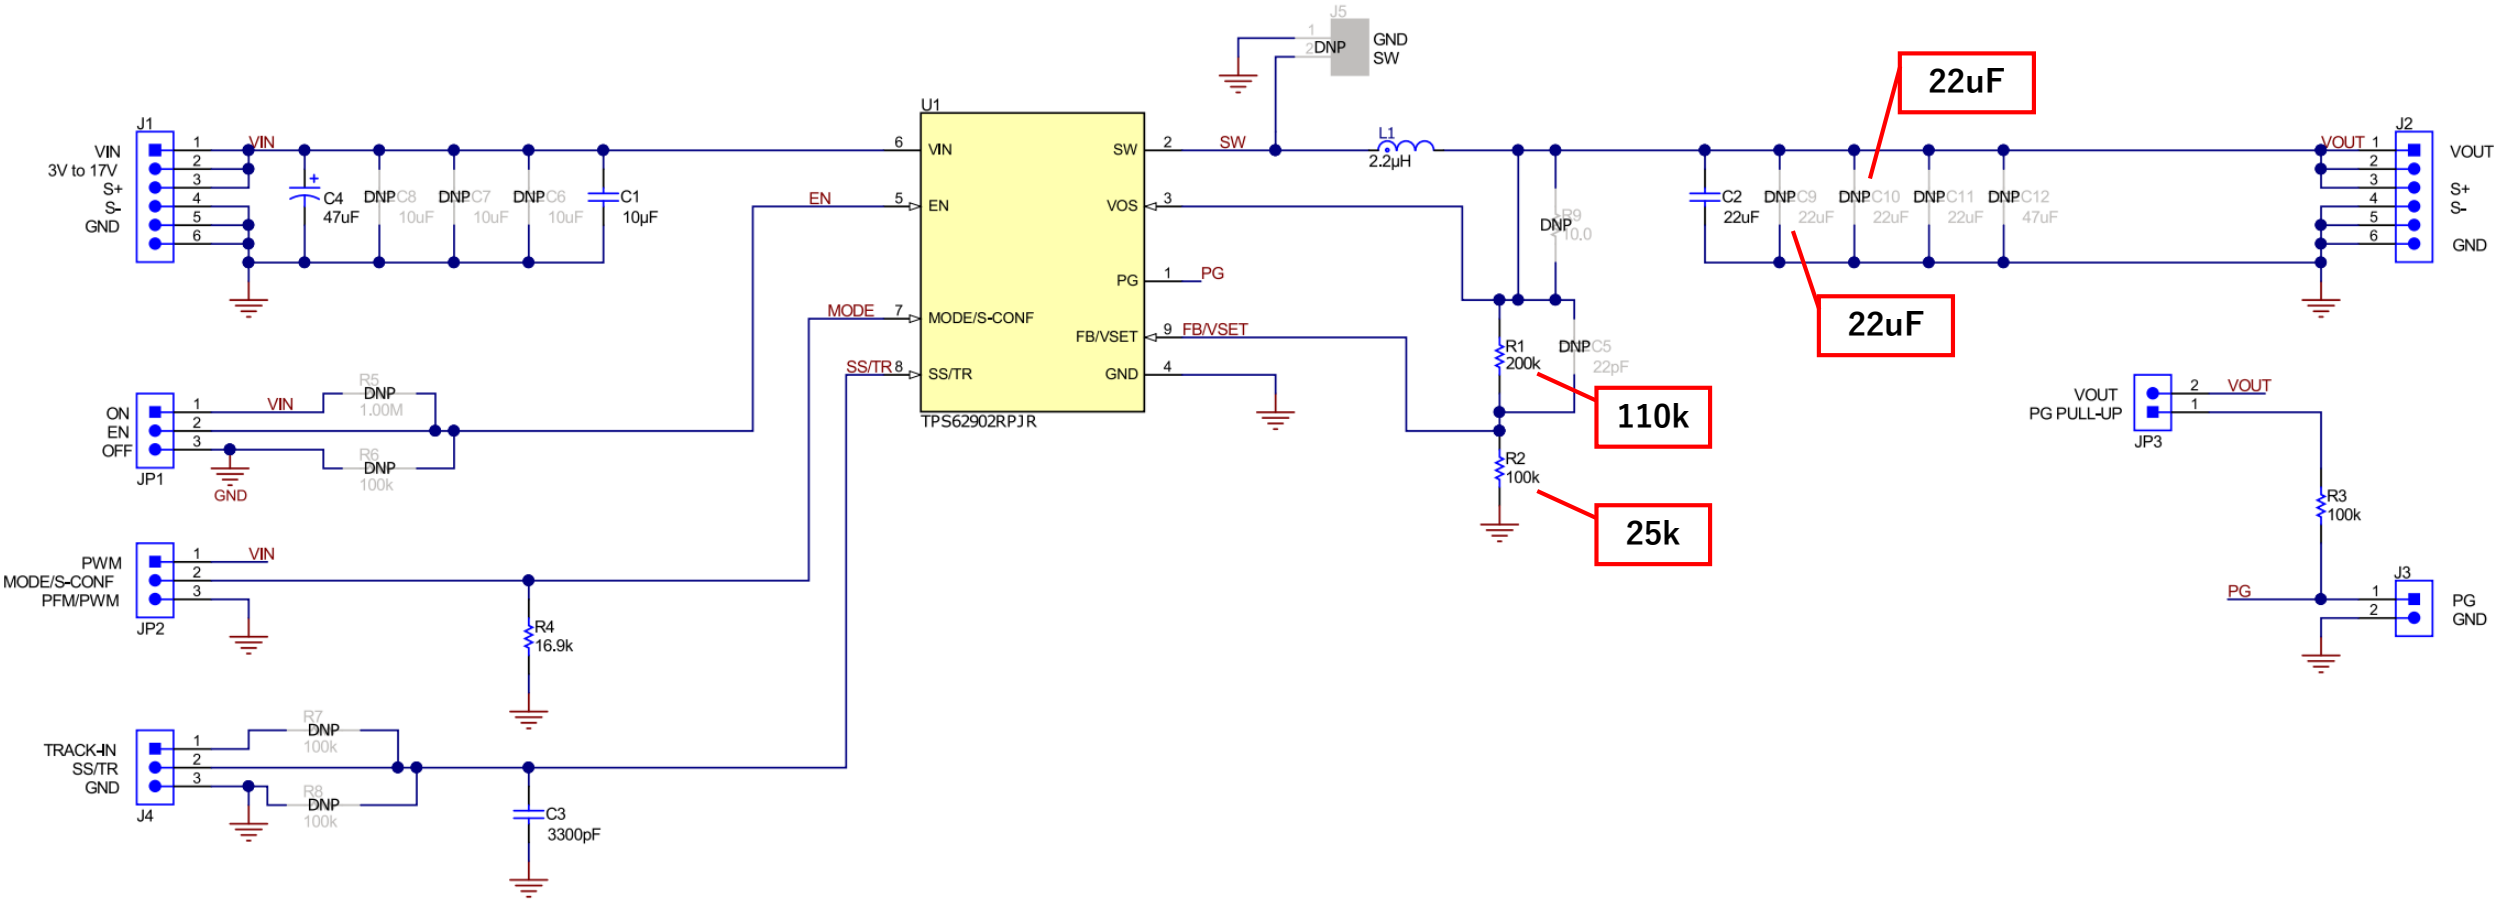 J5
1
2
DNP
GND
SW
22uF
U1
J1
VIN
3V to 17V
S+
S-
GND
1
2
3
4
5
6
VIN
C4
47uF
DNP
C8
10uF
DNP
C7
10uF
DNP
C6
10uF
C1
10µF
6
VIN
EN
5
EN
MODE
7
MODE/S-CONF
SS/TR
8
SS/TR
SW
2
SW
VOS
3
PG
1
PG
FB/VSET
9
FB/VSET
GND
4
TPS62902RPJR
L1
2.2µH
DNP
R9
10.0
C2
22uF
DNP
C9
22uF
DNP
C10
22uF
DNP
C11
22uF
DNP
C12
47uF
J2
VOUT
1
2
3
4
5
6
VOUT
S+
S-
GND
22uF
R1
200k
DNP
C5
22pF
110k
R2
100k
25k
ON
EN
OFF
1
2
3
JP1
VIN
R5
DNP
1.00M
R6
DNP
100k
GND
VOUT
PG PULL-UP
2
1
JP3
VOUT
R3
100k
PWM
MODE/S-CONF
PFM/PWM
1
2
3
JP2
VIN
R4
16.9k
J3
PG
1
2
PG
GND
TRACK-IN
SS/TR
GND
1
2
3
J4
R7
DNP
100k
R8
DNP
100k
C3
3300pF